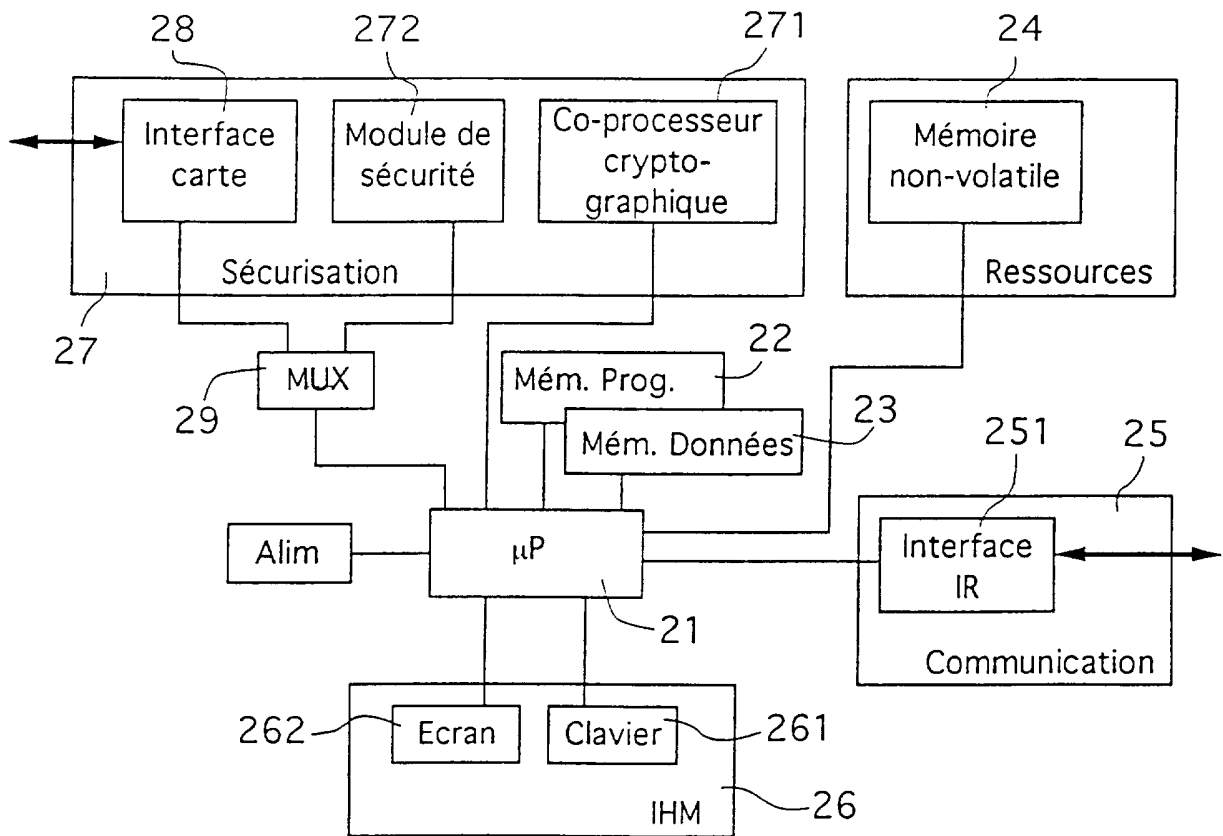 28
272
271
24
Interface
carte
Module de
sécurité
Co-processeur
crypto-
graphique
Mémoire
non-volatile
Sécurisation
Ressources
27
MUX
29
Mém. Prog.
22
Mém. Données
23
251
25
Alim
µP
21
Interface
IR
Communication
262
Ecran
Clavier
261
IHM
26